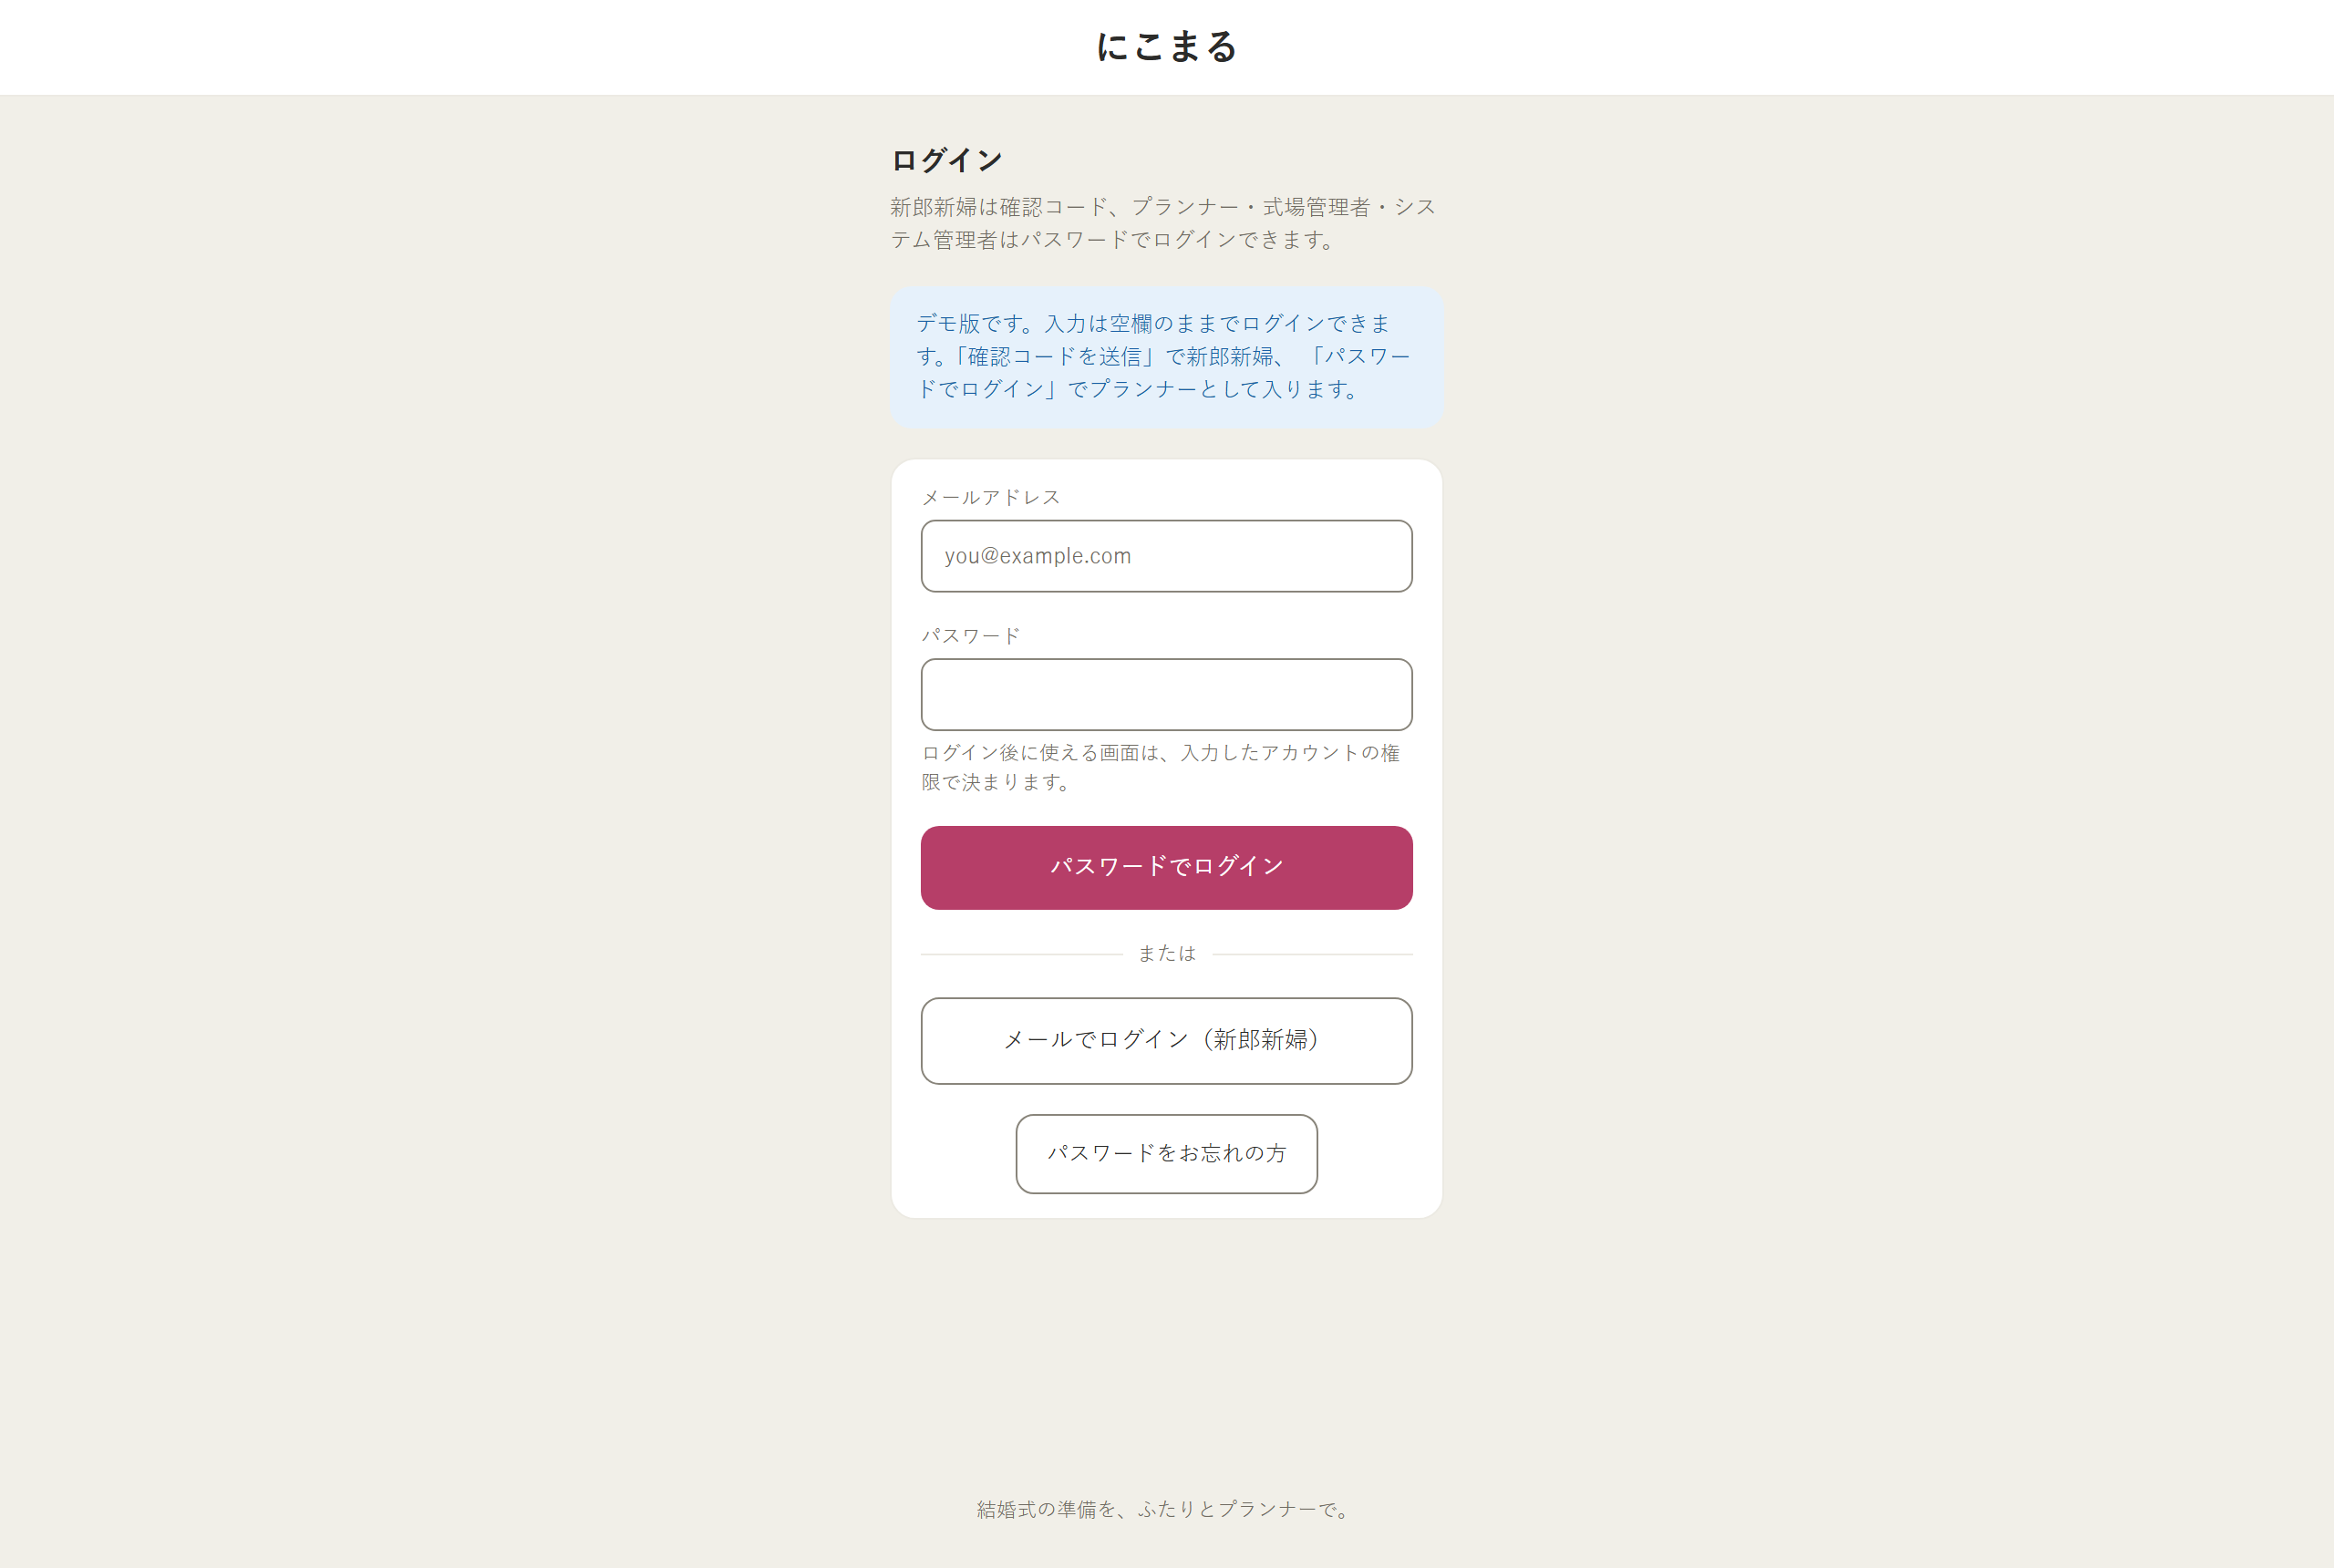 にこまる
ログイン
新郎新婦は確認コード、プランナー・式場管理者・シス
テム管理者はパスワードでログインできます。
デモ版です。入力は空欄のままでログインできま
す。「確認コードを送信」で新郎新婦、 「パスワー
ドでログイン」でプランナーとして入ります。
メールアドレス
you@example.com
パスワード
ログイン後に使える画面は、入力したアカウントの権
限で決まります。
パスワードでログイン
または
メールでログイン（新郎新婦）
パスワードをお忘れの方
結婚式の準備を、ふたりとプランナーで。